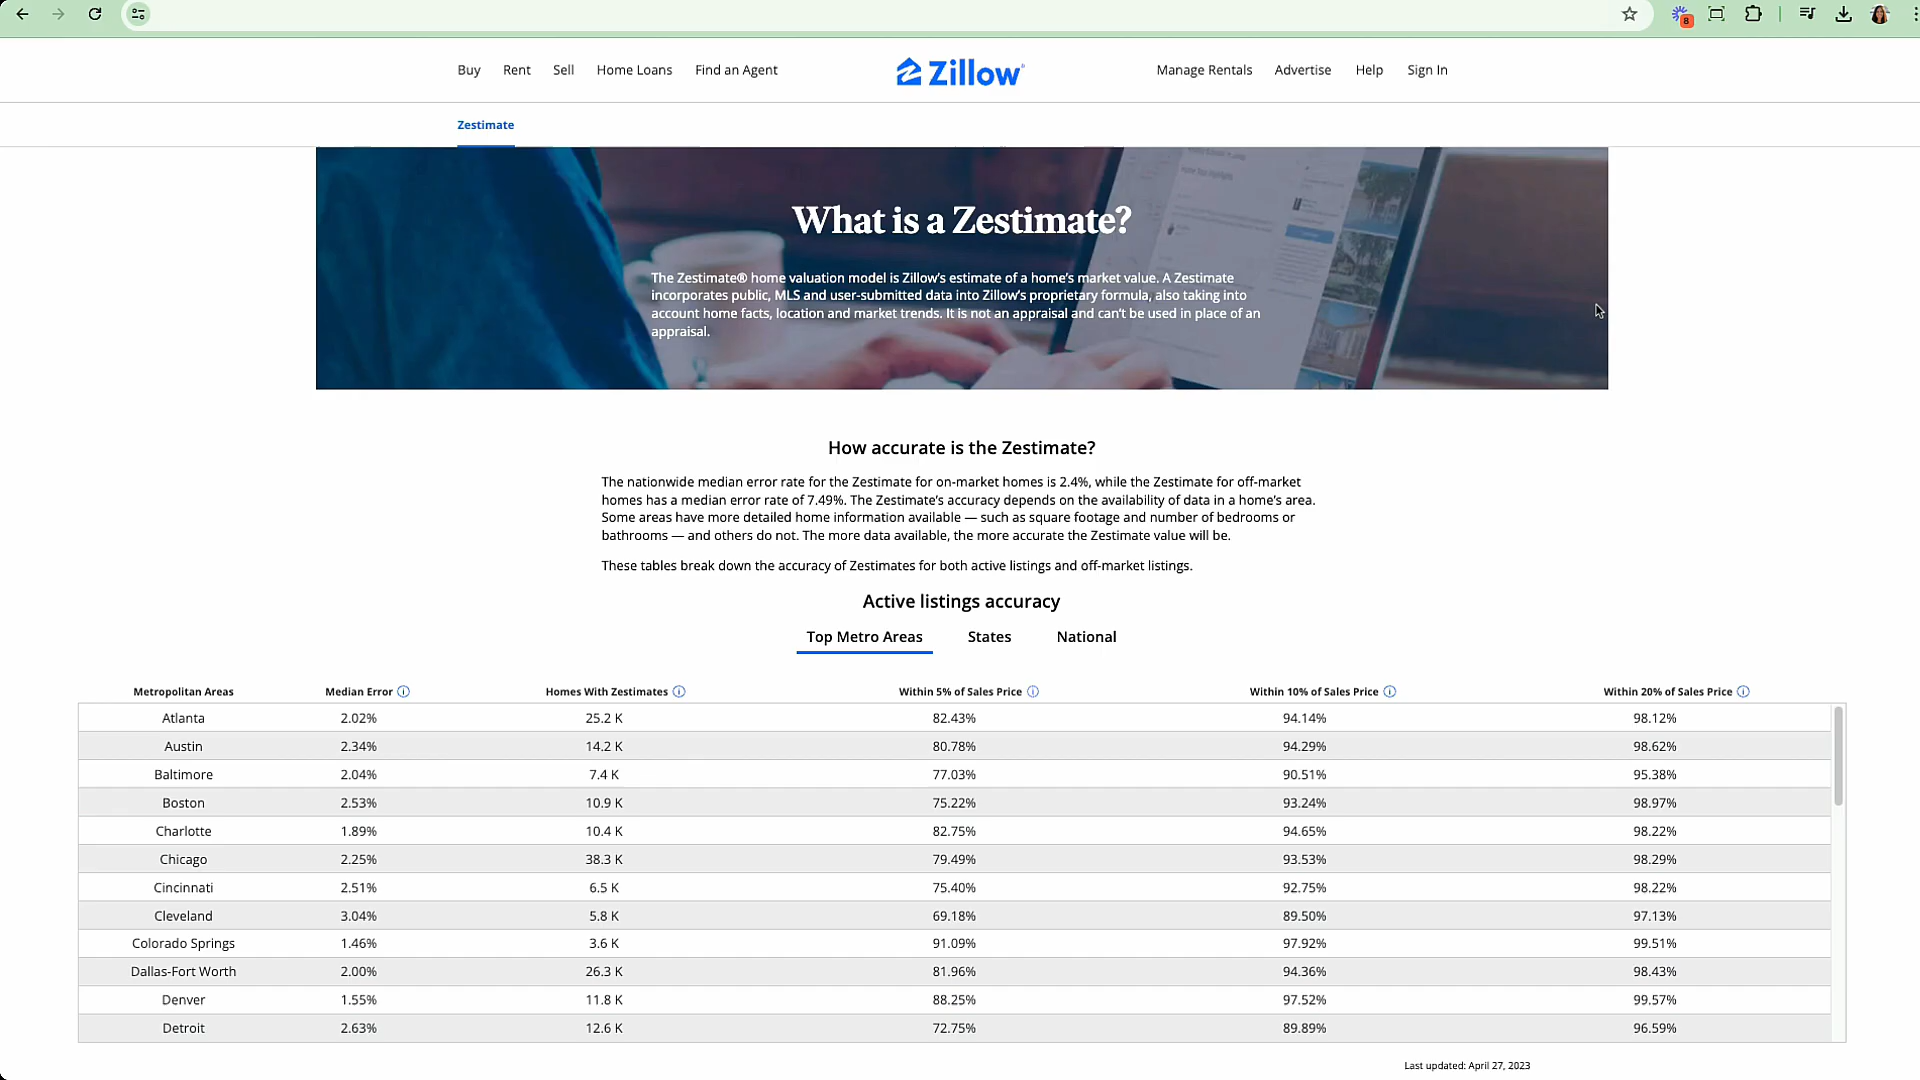 8
Buy Rent Sell Home Loans Find an Agent Zillow Manage Rentals Advertise Help Sign In
Zestimate
What is a Zestimate?
The Zestimate® home valuation model is Zillow's estimate of a home's market value. A Zestimate
incorporates public, MLS and user-submitted data into Zillow's proprietary formula, also taking into
account home facts, location and market trends. It is not an appraisal and can't be used in place of an
appraisal.
How accurate is the Zestimate?
The nationwide median error rate for the Zestimate for on-market homes is 2.4%, while the Zestimate for off-market
homes has a median error rate of 7.49%. The Zestimate's accuracy depends on the availability of data in a home's area.
Some areas have more detailed home information available — such as square footage and number of bedrooms or
bathrooms — and others do not. The more data available, the more accurate the Zestimate value will be.
These tables break down the accuracy of Zestimates for both active listings and off-market listings.
Active listings accuracy
Top Metro Areas States National
Metropolitan Areas Median Error Homes With Zestimates Within 5% of Sales Price Within 10% of Sales Price Within 20% of Sales Price
Atlanta 2.02% 25.2 K 82.43% 94.14% 98.12%
Austin 2.34% 14.2 K 80.78% 94.29% 98.62%
Baltimore 2.04% 7.4 K 77.03% 90.51% 95.38%
Boston 2.53% 10.9 K 75.22% 93.24% 98.97%
Charlotte 1.89% 10.4 K 82.75% 94.65% 98.22%
Chicago 2.25% 38.3 K 79.49% 93.53% 98.29%
Cincinnati 2.51% 6.5 K 75.40% 92.75% 98.22%
Cleveland 3.04% 5.8 K 69.18% 89.50% 97.13%
Colorado Springs 1.46% 3.6 K 91.09% 97.92% 99.51%
Dallas-Fort Worth 2.00% 26.3 K 81.96% 94.36% 98.43%
Denver 1.55% 11.8 K 88.25% 97.52% 99.57%
Detroit 2.63% 12.6 K 72.75% 89.89% 96.59%
Last updated: April 27, 2023